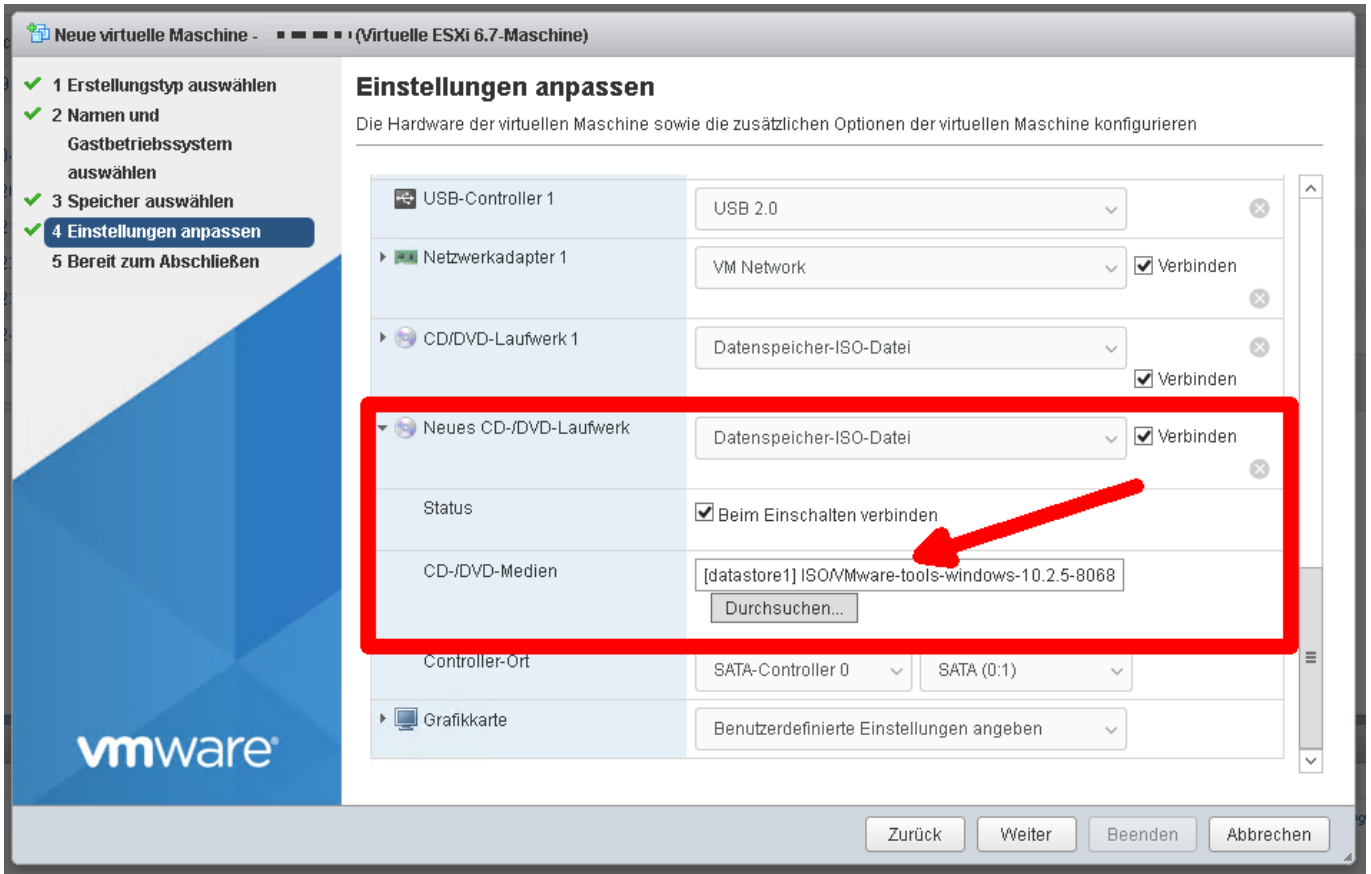 Neue virtuelle Maschine - (Virtuelle ESXi 6.7-Maschine)
1 Erstellungstyp auswählen
2 Namen und
Gastbetriebssystem
auswählen
3 Speicher auswählen
4 Einstellungen anpassen
5 Bereit zum Abschließen
vmware®
Einstellungen anpassen
Die Hardware der virtuellen Maschine sowie die zusätzlichen Optionen der virtuellen Maschine konfigurieren
USB-Controller 1 USB 2.0
Netzwerkadapter 1 VM Network Verbinden
CD/DVD-Laufwerk 1 Datenspeicher-ISO-Datei
Verbinden
Neues CD-/DVD-Laufwerk Datenspeicher-ISO-Datei Verbinden
Status Beim Einschalten verbinden
CD-/DVD-Medien [datastore1] ISO/VMware-tools-windows-10.2.5-8068
Durchsuchen...
Controller-Ort SATA-Controller 0 SATA (0:1)
Grafikkarte Benutzerdefinierte Einstellungen angeben
Zurück Weiter Beenden Abbrechen